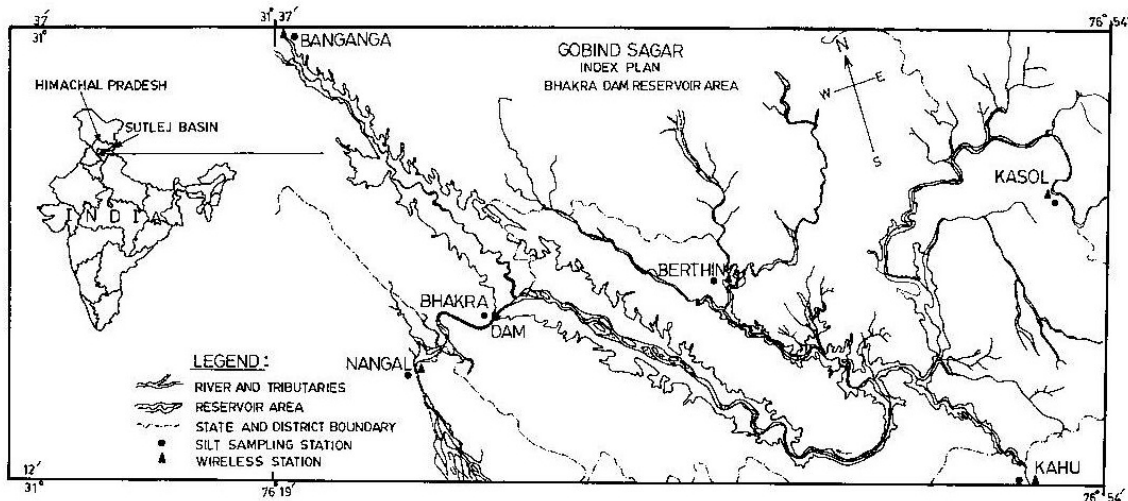 37'
31°
31° 37'
76° 54'
BANGANGA
GOBIND SAGAR
INDEX PLAN
BHAKRA DAM RESERVOIR AREA
N
W E
S
HIMACHAL PRADESH
SUTLEJ BASIN
INDIA
KASOL
BERTHIN
BHAKRA
DAM
NANGAL
LEGEND:
RIVER AND TRIBUTARIES
RESERVOIR AREA
STATE AND DISTRICT BOUNDARY
SILT SAMPLING STATION
WIRELESS STATION
KAHU
12'
31°
76° 19'
76° 54'